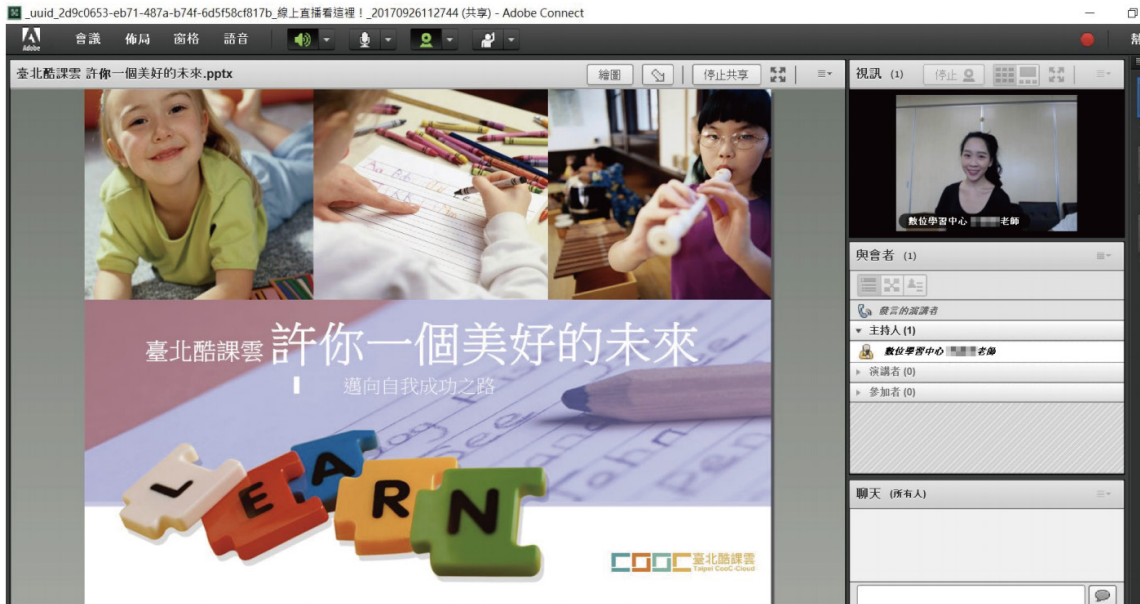 _uuid_2d9c0653-eb71-487a-b74f-6d5f58cf817b_線上直播看這裡！_20170926112744 (共享) - Adobe Connect
Adobe
會議 佈局 窗格 語音
幫
臺北酷課雲 許你一個美好的未來.pptx
繪圖
停止共享
臺北酷課雲 許你一個美好的未來
邁向自我成功之路
LEARN
COOC 臺北酷課雲
Taipei CooC-Cloud
視訊 (1)
停止
數位學習中心 老師
與會者 (1)
發言的演講者
主持人 (1)
數位學習中心 老師
演講者 (0)
參加者 (0)
聊天 (所有人)